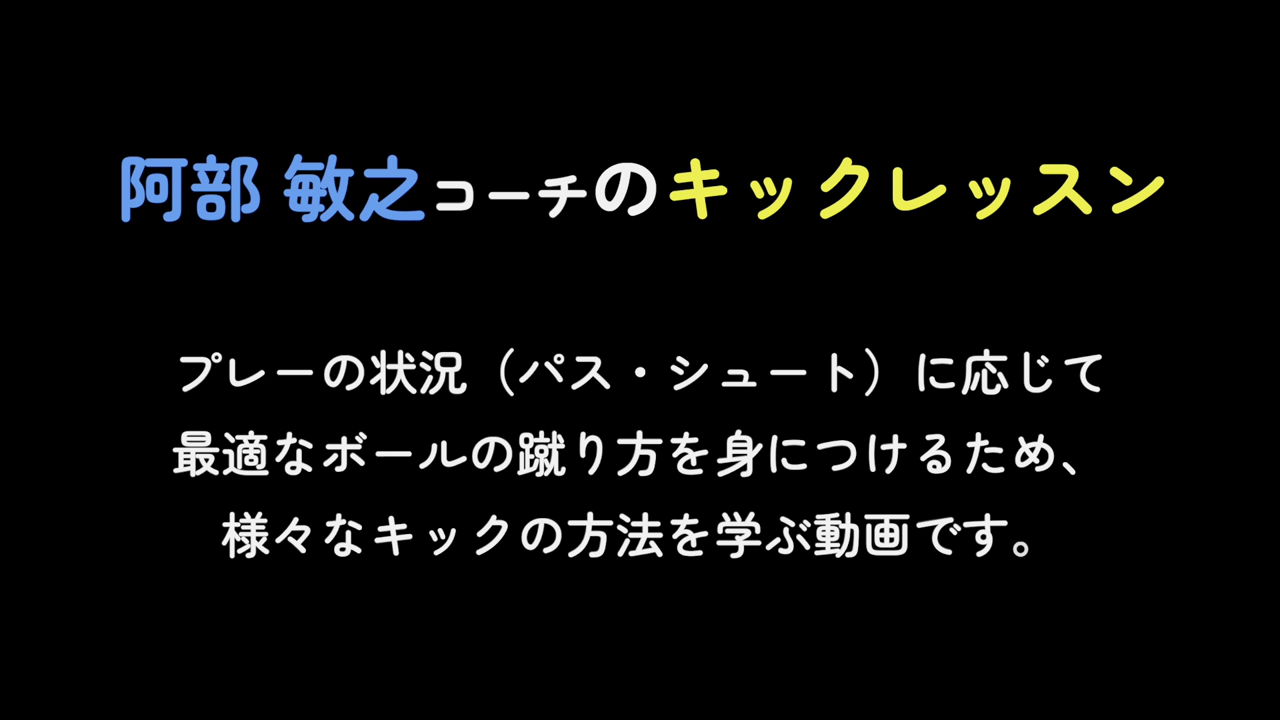 阿部 敏之コーチのキックレッスン
プレーの状況（パス・シュート）に応じて
最適なボールの蹴り方を身につけるため、
様々なキックの方法を学ぶ動画です。